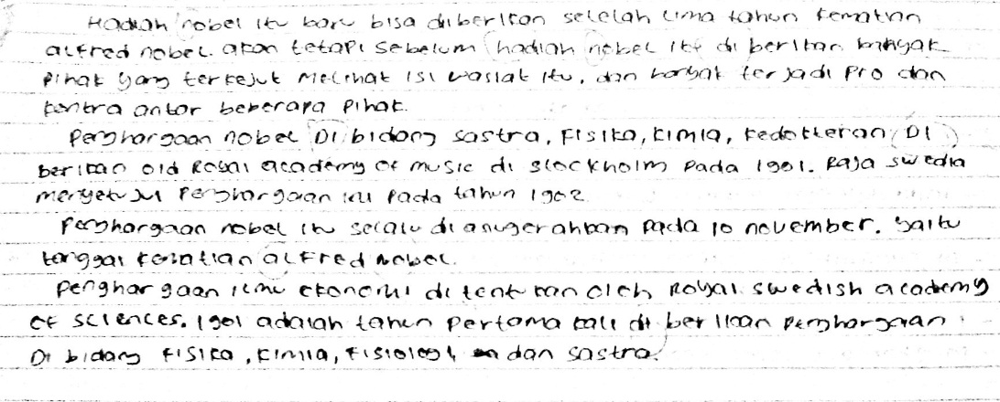 Hadiah nobel itu baru bisa diberikan setelah lima tahun kematian
alfred nobel. akan tetapi sebelum hadiah nobel itu di berikan banyak
pihak yang terkejut melihat isi wasiat itu, dan banyak terjadi pro dan
kontra antar beberapa pihak.
Penghargaan nobel Di bidang sastra, Fisika, kimia, kedokteran, Di
berikan old Royal academy of music di stockholm pada 1901. Raja swedia
menyetujui penghargaan itu pada tahun 1902
Penghargaan nobel itu selalu di anugerahkan pada 10 november. yaitu
tanggal kematian alfred nobel.
penghargaan ilmu ekonomi di tentukan oleh Royal swedish academy
of sciences. 1901 adalah tahun pertama kali di berikan penghargaan
Di bidang fisika, kimia, fisiologi, dan sastra.